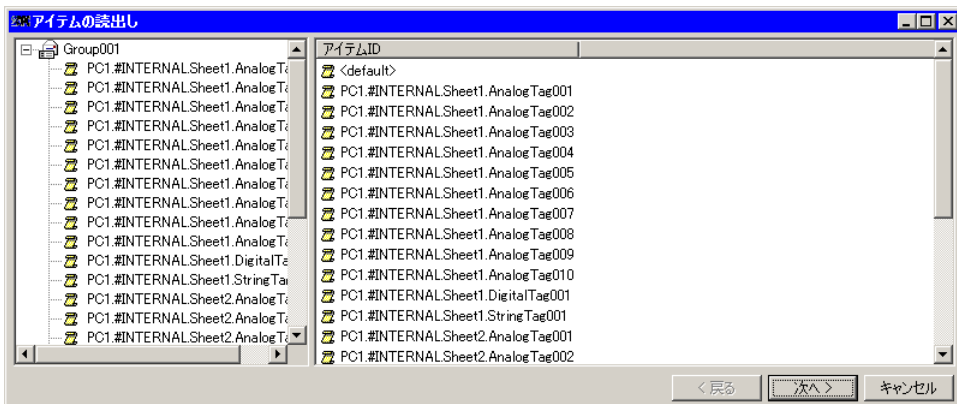 アイテムの読出し
Group001
PC1.#INTERNAL.Sheet1.AnalogTa
PC1.#INTERNAL.Sheet1.AnalogTa
PC1.#INTERNAL.Sheet1.AnalogTa
PC1.#INTERNAL.Sheet1.AnalogTa
PC1.#INTERNAL.Sheet1.AnalogTa
PC1.#INTERNAL.Sheet1.AnalogTa
PC1.#INTERNAL.Sheet1.AnalogTa
PC1.#INTERNAL.Sheet1.AnalogTa
PC1.#INTERNAL.Sheet1.AnalogTa
PC1.#INTERNAL.Sheet1.AnalogTa
PC1.#INTERNAL.Sheet1.DigitalTa
PC1.#INTERNAL.Sheet1.StringTa
PC1.#INTERNAL.Sheet2.AnalogTa
PC1.#INTERNAL.Sheet2.AnalogTa
PC1.#INTERNAL.Sheet2.AnalogTa
アイテムID
<default>
PC1.#INTERNAL.Sheet1.AnalogTag001
PC1.#INTERNAL.Sheet1.AnalogTag002
PC1.#INTERNAL.Sheet1.AnalogTag003
PC1.#INTERNAL.Sheet1.AnalogTag004
PC1.#INTERNAL.Sheet1.AnalogTag005
PC1.#INTERNAL.Sheet1.AnalogTag006
PC1.#INTERNAL.Sheet1.AnalogTag007
PC1.#INTERNAL.Sheet1.AnalogTag008
PC1.#INTERNAL.Sheet1.AnalogTag009
PC1.#INTERNAL.Sheet1.AnalogTag010
PC1.#INTERNAL.Sheet1.DigitalTag001
PC1.#INTERNAL.Sheet1.StringTag001
PC1.#INTERNAL.Sheet2.AnalogTag001
PC1.#INTERNAL.Sheet2.AnalogTag002
< 戻る 次へ > キャンセル